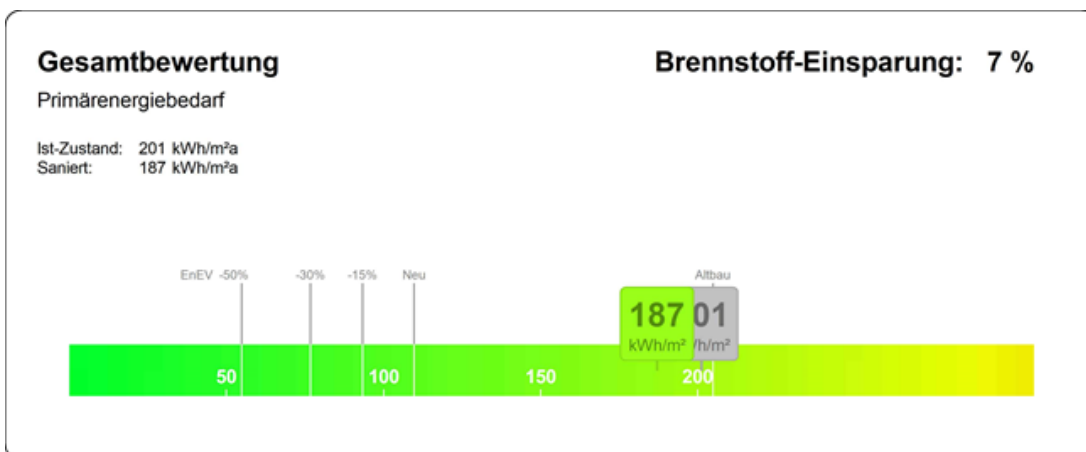 Gesamtbewertung
Brennstoff-Einsparung: 7 %
Primärenergiebedarf
Ist-Zustand: 201 kWh/m²a
Saniert: 187 kWh/m²a
EnEV -50% -30% -15% Neu Altbau
187 01
kWh/m² /h/m²
50 100 150 200